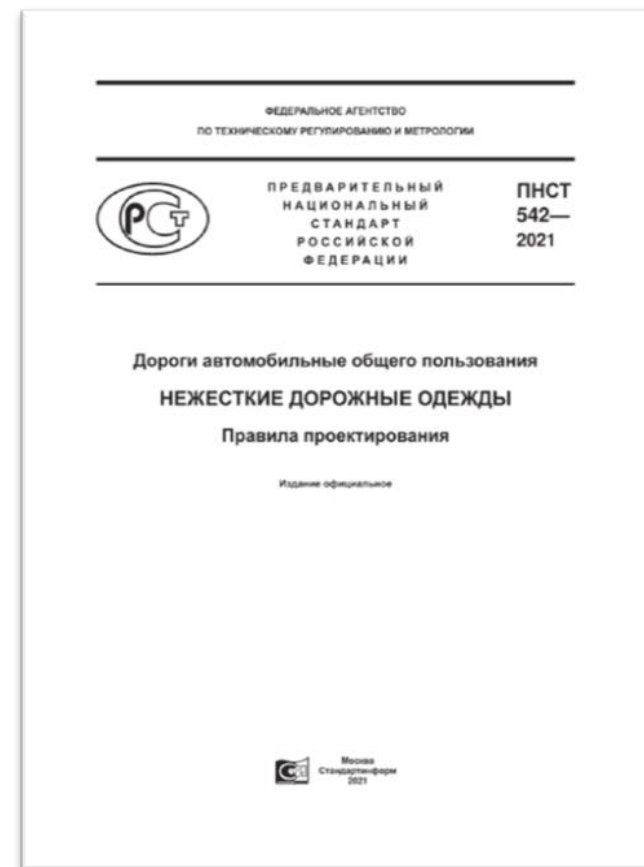 ФЕДЕРАЛЬНОЕ АГЕНТСТВО
ПО ТЕХНИЧЕСКОМУ РЕГУЛИРОВАНИЮ И МЕТРОЛОГИИ
РСТ
ПРЕДВАРИТЕЛЬНЫЙ
НАЦИОНАЛЬНЫЙ
СТАНДАРТ
РОССИЙСКОЙ
ФЕДЕРАЦИИ
ПНСТ
542—
2021
Дороги автомобильные общего пользования
НЕЖЕСТКИЕ ДОРОЖНЫЕ ОДЕЖДЫ
Правила проектирования
Издание официальное
Москва
Стандартинформ
2021